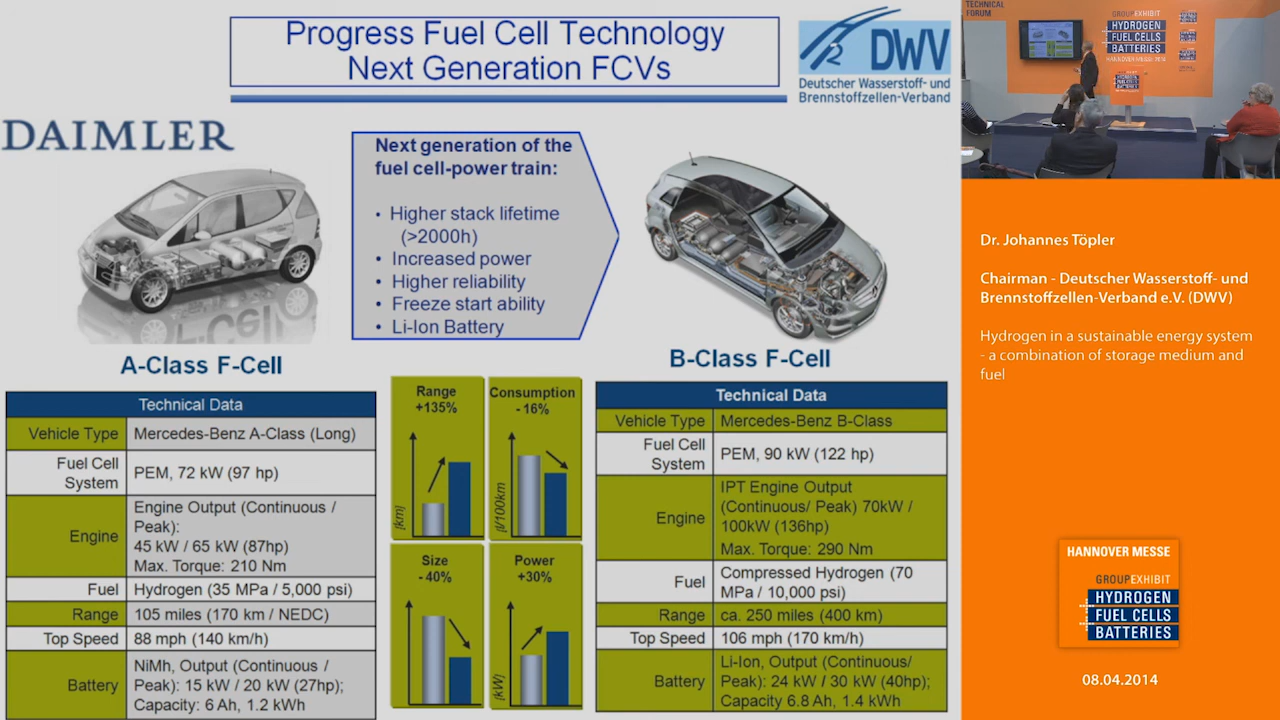 Progress Fuel Cell Technology
Next Generation FCVs
DWV
Deutscher Wasserstoff- und
Brennstoffzellen-Verband
DAIMLER
Next generation of the
fuel cell-power train:
• Higher stack lifetime
(>2000h)
• Increased power
• Higher reliability
• Freeze start ability
• Li-Ion Battery
A-Class F-Cell
Technical Data
Vehicle Type Mercedes-Benz A-Class (Long)
Fuel Cell
System
PEM, 72 kW (97 hp)
Engine
Engine Output (Continuous /
Peak):
45 kW / 65 kW (87hp)
Max. Torque: 210 Nm
Fuel Hydrogen (35 MPa / 5,000 psi)
Range 105 miles (170 km / NEDC)
Top Speed 88 mph (140 km/h)
Battery
NiMh, Output (Continuous /
Peak): 15 kW / 20 kW (27hp);
Capacity: 6 Ah, 1.2 kWh
Range
+135%
[km]
Consumption
- 16%
[l/100km
Size
- 40%
Power
+30%
[kW]
B-Class F-Cell
Technical Data
Vehicle Type Mercedes-Benz B-Class
Fuel Cell
System
PEM, 90 kW (122 hp)
Engine
IPT Engine Output
(Continuous/ Peak) 70kW /
100kW (136hp)
Max. Torque: 290 Nm
Fuel
Compressed Hydrogen (70
MPa / 10,000 psi)
Range ca. 250 miles (400 km)
Top Speed 106 mph (170 km/h)
Battery
Li-Ion, Output (Continuous/
Peak): 24 kW / 30 kW (40hp);
Capacity 6.8 Ah, 1.4 kWh
TECHNICAL
FORUM
GROUP EXHIBIT
HYDROGEN
FUEL CELLS
BATTERIES
HANNOVER MESSE 2014
Dr. Johannes Töpler
Chairman - Deutscher Wasserstoff- und
Brennstoffzellen-Verband e.V. (DWV)
Hydrogen in a sustainable energy system
- a combination of storage medium and
fuel
HANNOVER MESSE
GROUP EXHIBIT
HYDROGEN
FUEL CELLS
BATTERIES
08.04.2014